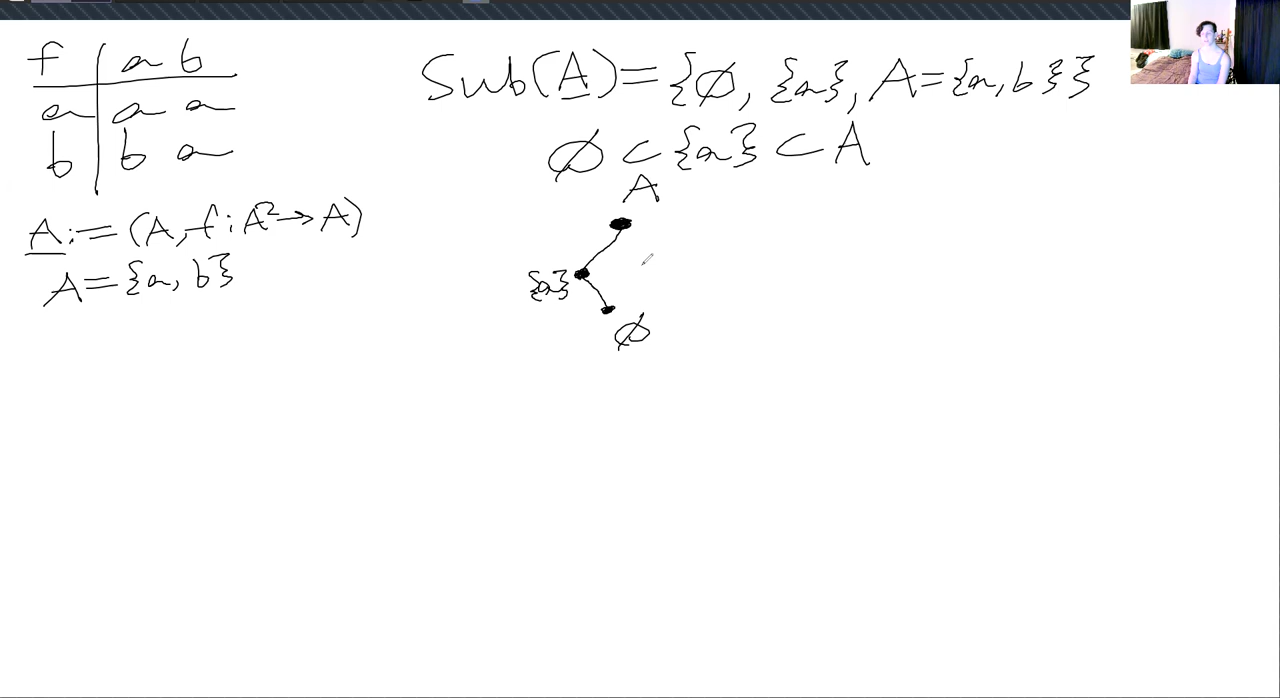 f | a b
a | a a
b | b a
A := (A, f: A² → A)
A = {a, b}
Sub(A) = {∅, {a}, A = {a, b}}
∅ ⊂ {a} ⊂ A
A
{a}
∅